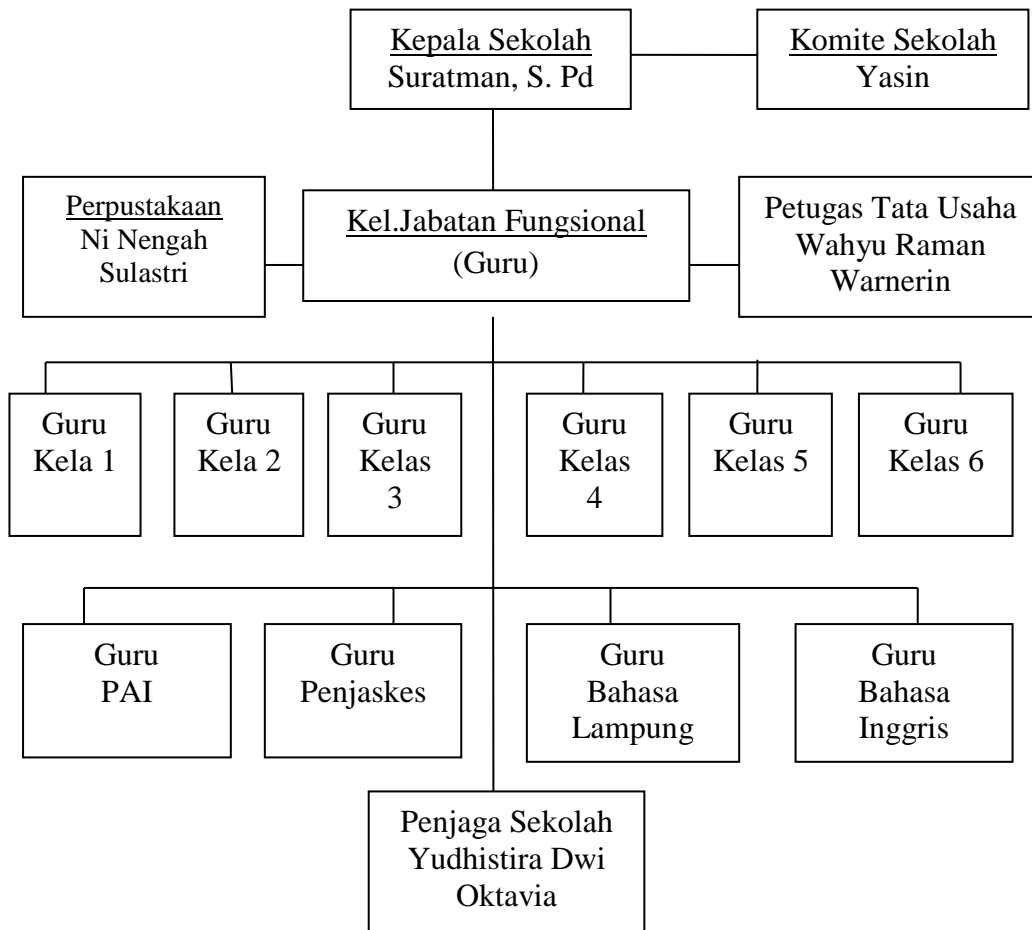 Kepala Sekolah
Suratman, S. Pd
Komite Sekolah
Yasin
Perpustakaan
Ni Nengah
Sulastri
Kel.Jabatan Fungsional
(Guru)
Petugas Tata Usaha
Wahyu Raman
Warnerin
Guru
Kela 1
Guru
Kela 2
Guru
Kelas
3
Guru
Kelas
4
Guru
Kelas 5
Guru
Kelas 6
Guru
PAI
Guru
Penjaskes
Guru
Bahasa
Lampung
Guru
Bahasa
Inggris
Penjaga Sekolah
Yudhistira Dwi
Oktavia